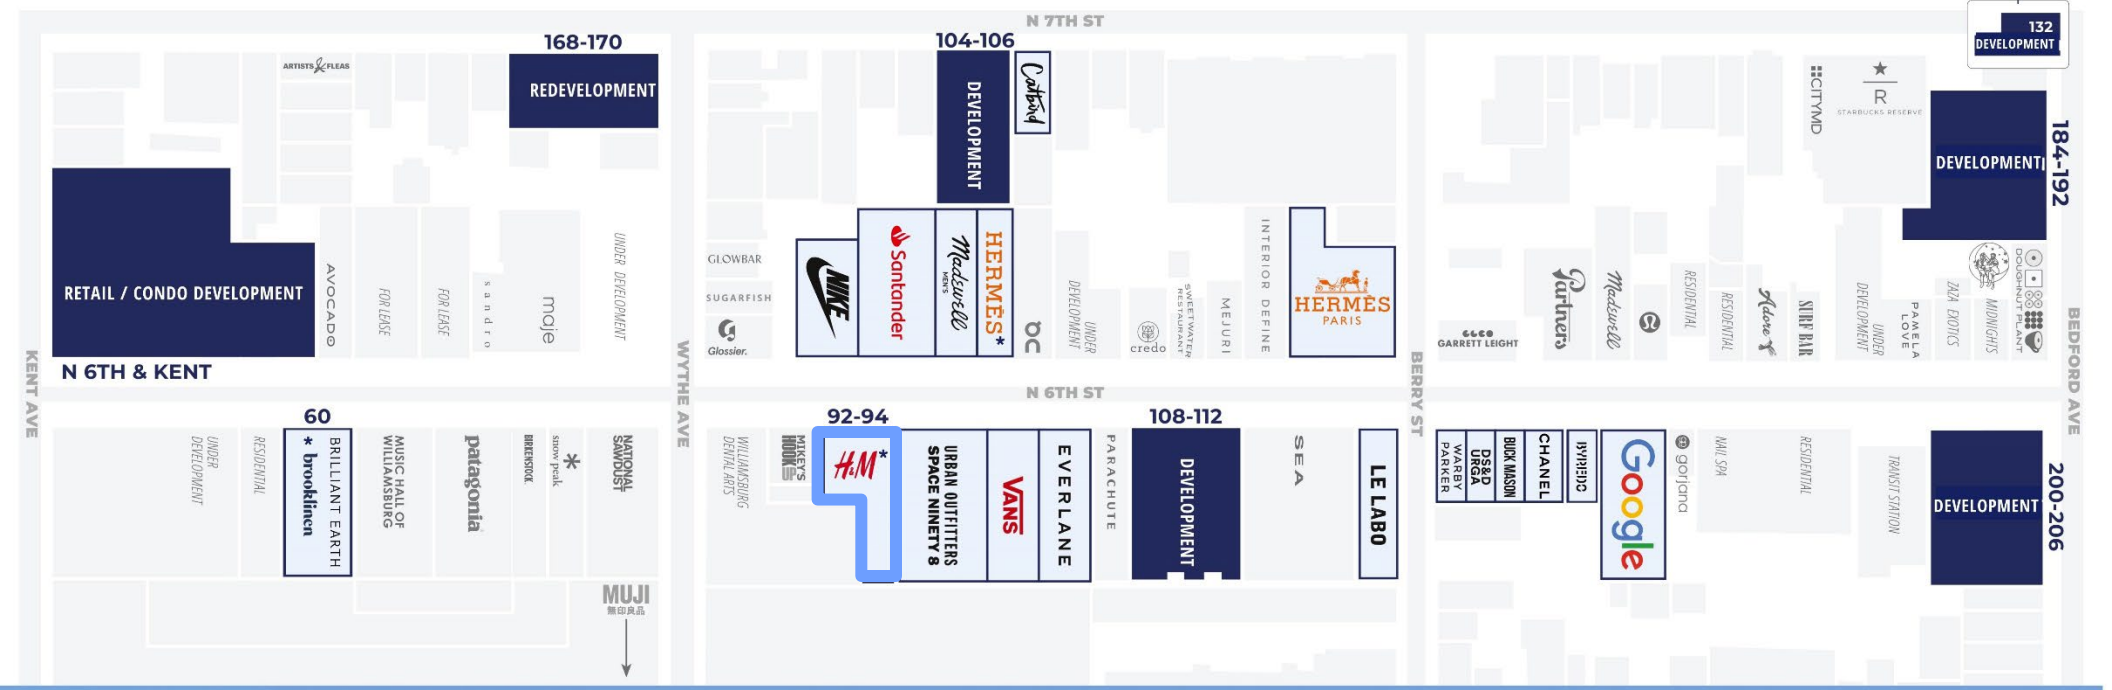 N 7TH ST
132
DEVELOPMENT
168-170
REDEVELOPMENT
ARTISTS & FLEAS
104-106
DEVELOPMENT
Catbird
CITYMD
R
STARBUCKS RESERVE
DEVELOPMENT
184-192
RETAIL / CONDO DEVELOPMENT
N 6TH & KENT
AVOCADO
FOR LEASE
FOR LEASE
sandro
maje
UNDER DEVELOPMENT
GLOWBAR
SUGARFISH
G
Glossier.
NIKE
Santander
Madewell
MEN'S
HERMÈS*
UNDER
DEVELOPMENT
credo
SWEETWATER
RESTAURANT
MEJURI
INTERIOR DEFINE
HERMÈS
PARIS
GLCO
GARRETT LEIGHT
Partners
Madewell
RESIDENTIAL
RESIDENTIAL
Adore
SURF BAR
UNDER
DEVELOPMENT
PAMELA
LOVE
ZAZA EXOTICS
MIDNIGHTS
DOUGHNUT PLANT
KENT AVE
WYTHE AVE
N 6TH ST
BERRY ST
BEDFORD AVE
UNDER
DEVELOPMENT
RESIDENTIAL
60
BRILLIANT EARTH
* brooklinen
MUSIC HALL OF
WILLIAMSBURG
patagonia
BIRKENSTOCK
snow peak
NATIONAL
SAWDUST
MUJI
無印良品
WILLIAMSBURG
DENTAL ARTS
MIKEY'S
HOOKUP
92-94
H&M*
URBAN OUTFITTERS
SPACE NINETY 8
VANS
EVERLANE
PARACHUTE
108-112
DEVELOPMENT
SEA
LE LABO
WARBY
PARKER
DS&D
URGA
BUCK MASON
CHANEL
BYREDO
Google
gorjana
NAIL SPA
RESIDENTIAL
TRANSIT STATION
DEVELOPMENT
200-206